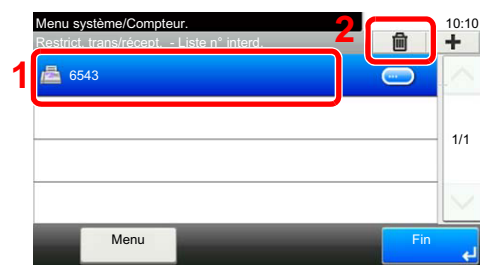 Menu système/Compteur.
10:10
Restrict. trans/récept. - Liste n° interd.
2
1
6543
1/1
Menu
Fin